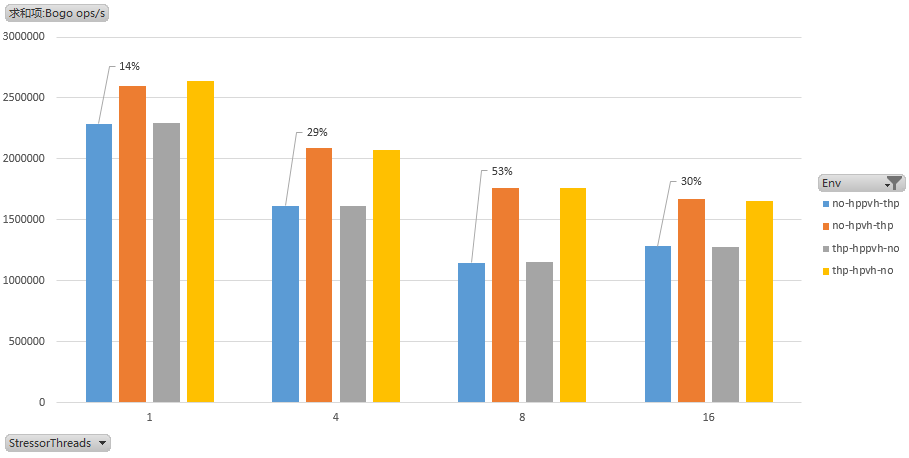 求和项:Bogo ops/s
3000000
2500000
2000000
1500000
1000000
500000
0
14%
29%
53%
30%
1
4
8
16
Env
no-hppvh-thp
no-hpvh-thp
thp-hppvh-no
thp-hpvh-no
StressorThreads